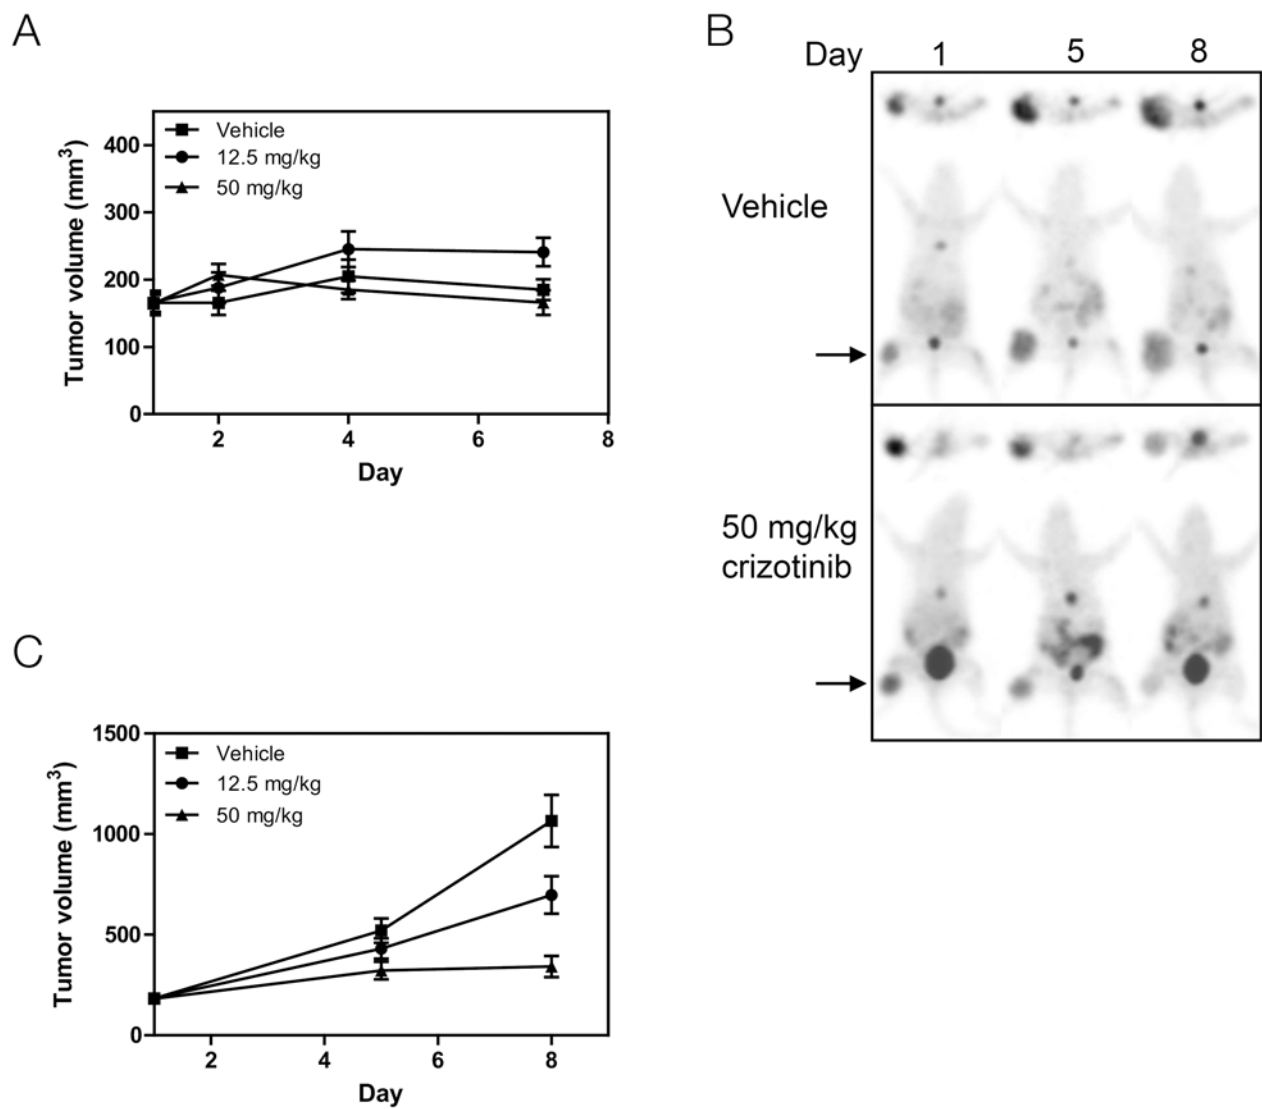 A
Tumor volume (mm³)
400
300
200
100
0
Vehicle
12.5 mg/kg
50 mg/kg
2 4 6 8
Day
B
Day 1 5 8
Vehicle
50 mg/kg
crizotinib
C
Tumor volume (mm³)
1500
1000
500
0
Vehicle
12.5 mg/kg
50 mg/kg
2 4 6 8
Day